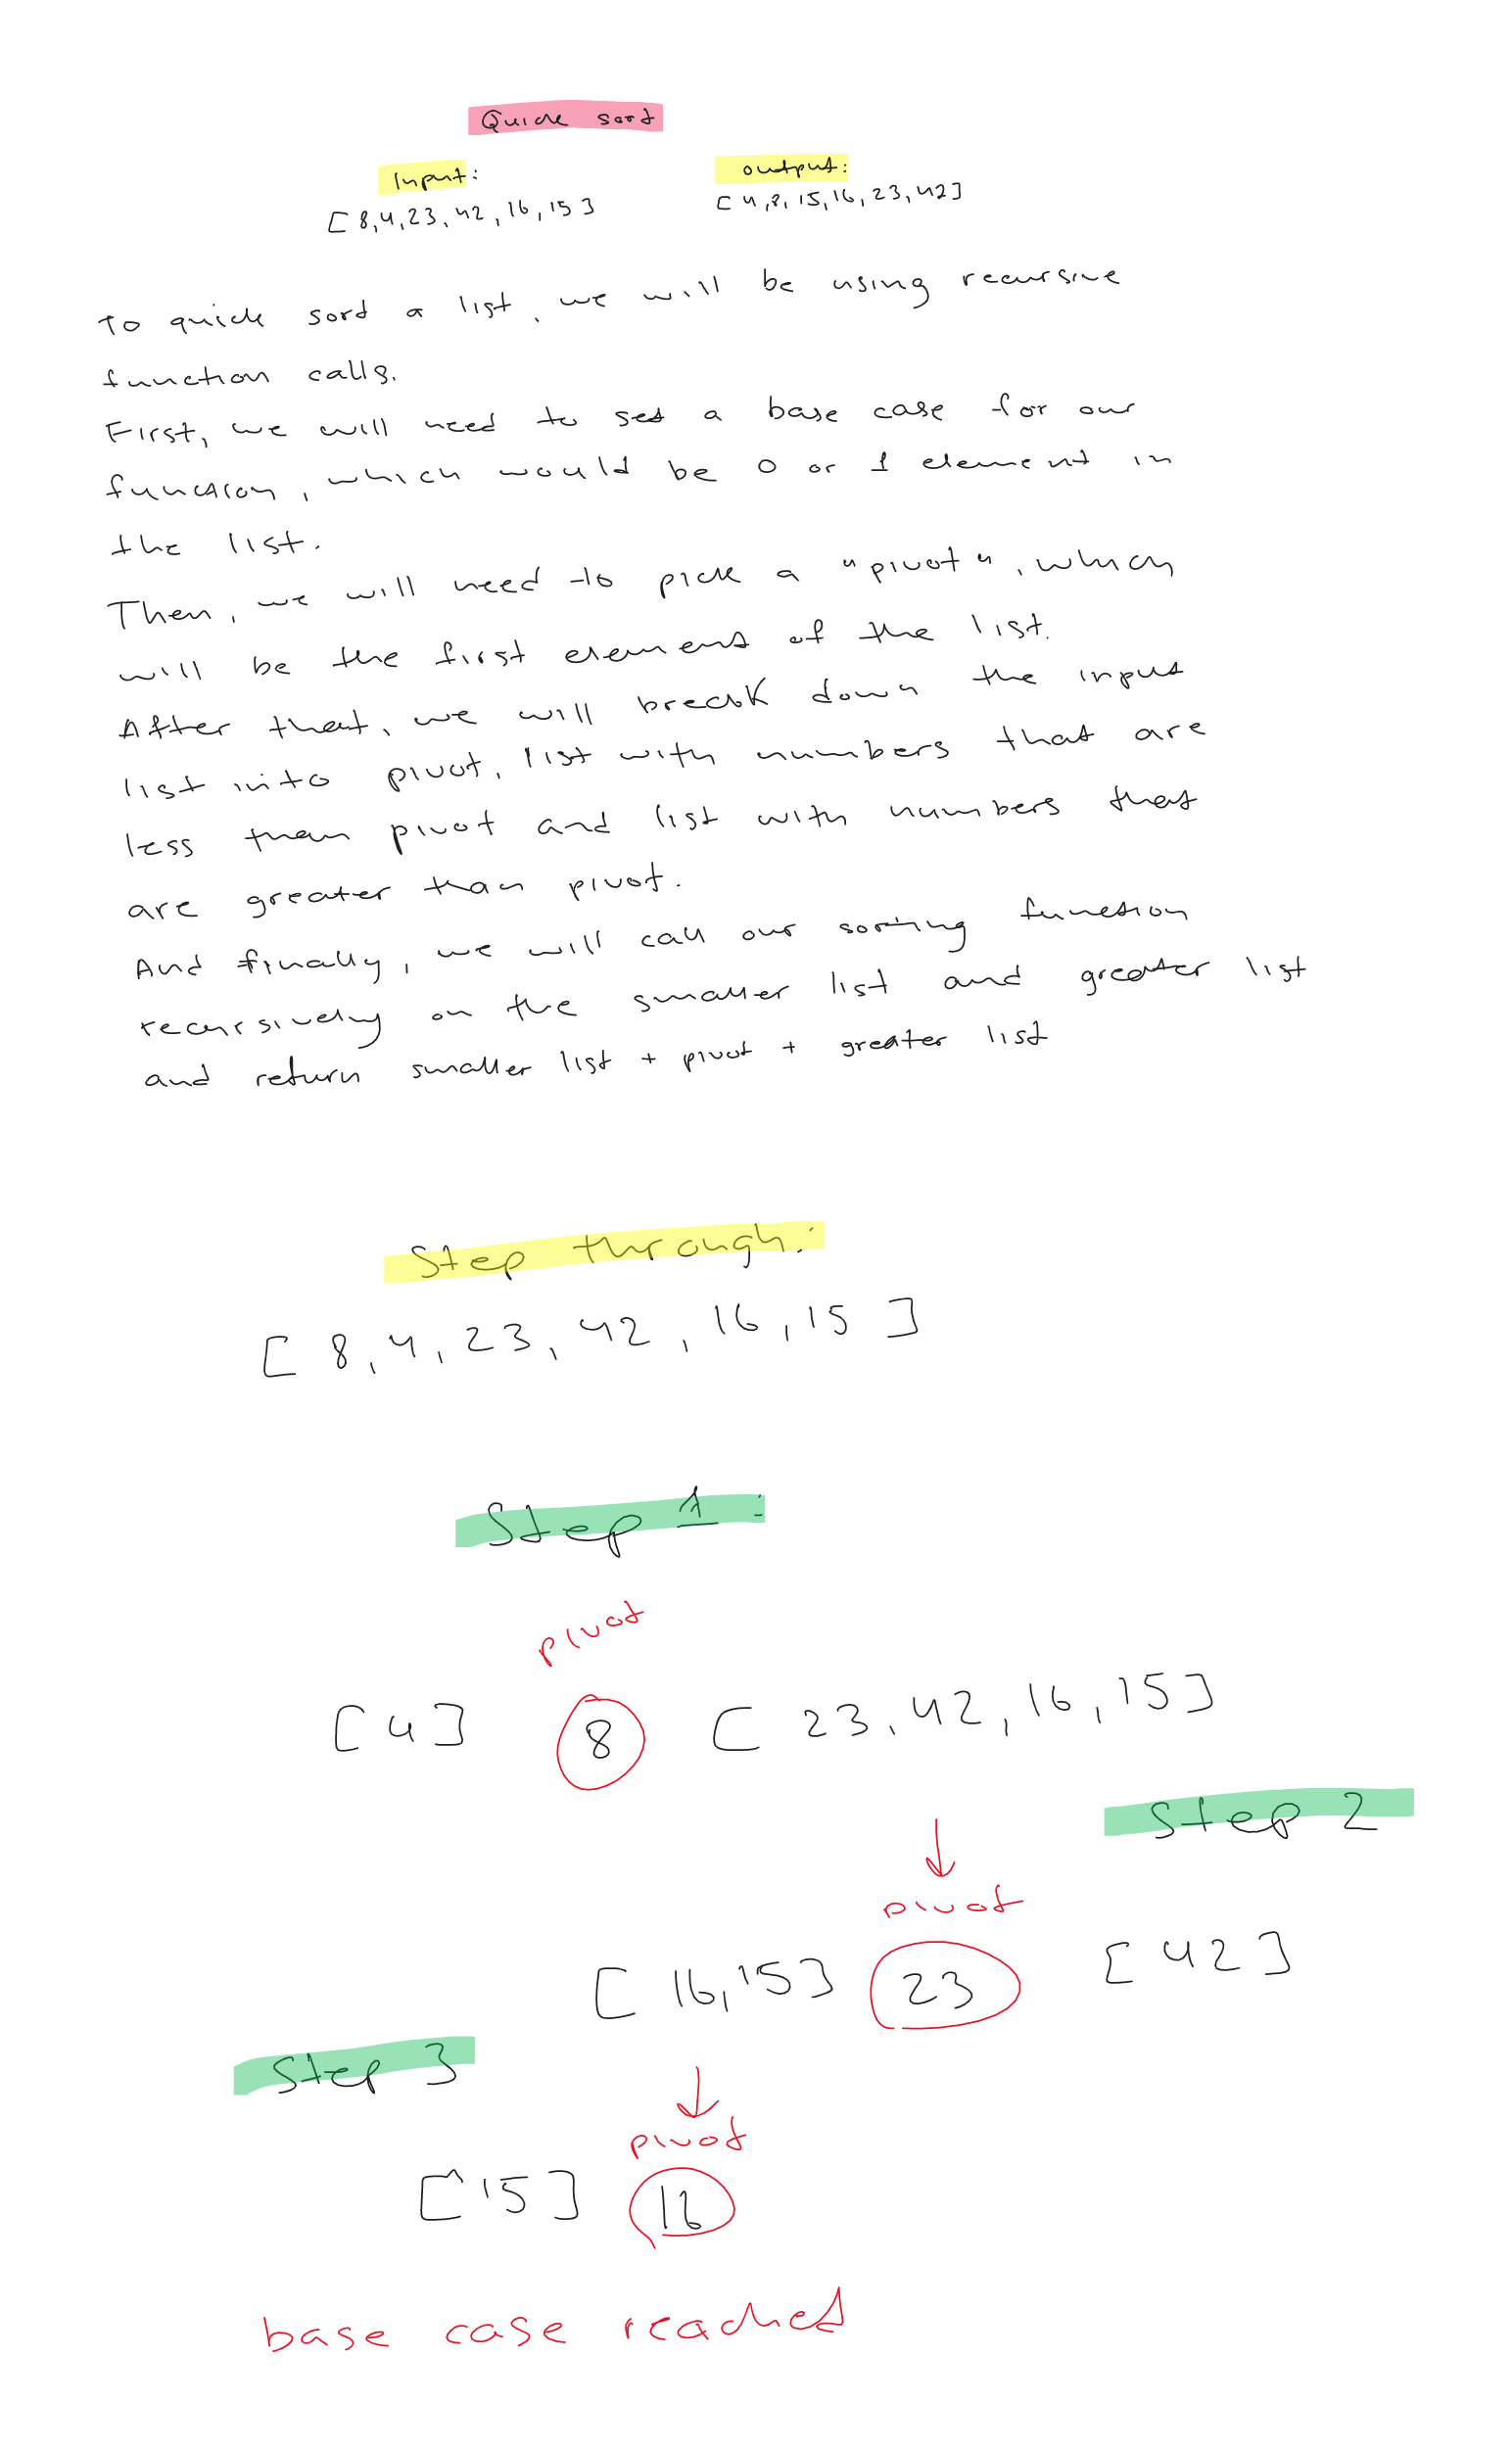 Quick sort
Input:
output:
[ 8,4,23,42,16,15 ]
[ 4,8,15,16,23,42 ]
To quick sort a list, we will be using recursive
function calls.
First, we will need to set a base case for our
function, which would be 0 or 1 element in
the list.
Then, we will need to pick a "pivot", which
will be the first element of the list.
After that, we will break down the input
list into pivot, list with numbers that are
less than pivot and list with numbers that
are greater than pivot.
And finally, we will call our sorting function
recursively on the smaller list and greater list
and return smaller list + pivot + greater list
Step through:
[ 8,4,23,42,16,15 ]
Step 1:
pivot
[4] 8 [ 23,42,16,15 ]
Step 2
pivot
[ 16,15 ] 23 [ 42 ]
Step 3
pivot
[ 15 ] 16
base case reached